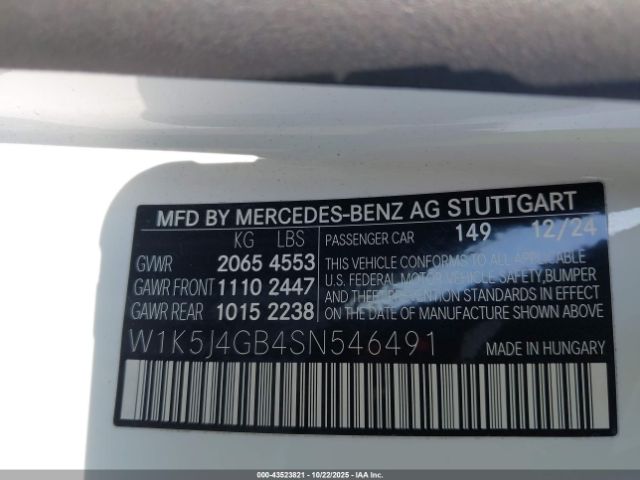 MFD BY MERCEDES-BENZ AG STUTTGART
KG LBS
GVWR 2065 4553
GAWR FRONT 1110 2447
GAWR REAR 1015 2238
PASSENGER CAR 149 12/24
THIS VEHICLE CONFORMS TO ALL APPLICABLE
U.S. FEDERAL MOTOR VEHICLE SAFETY, BUMPER
AND THEFT PREVENTION STANDARDS IN EFFECT
ON THE DATE OF MANUFACTURE SHOWN ABOVE
W1K5J4GB4SN546491
MADE IN HUNGARY
000-43523821 - 10/22/2025 - IAAI.